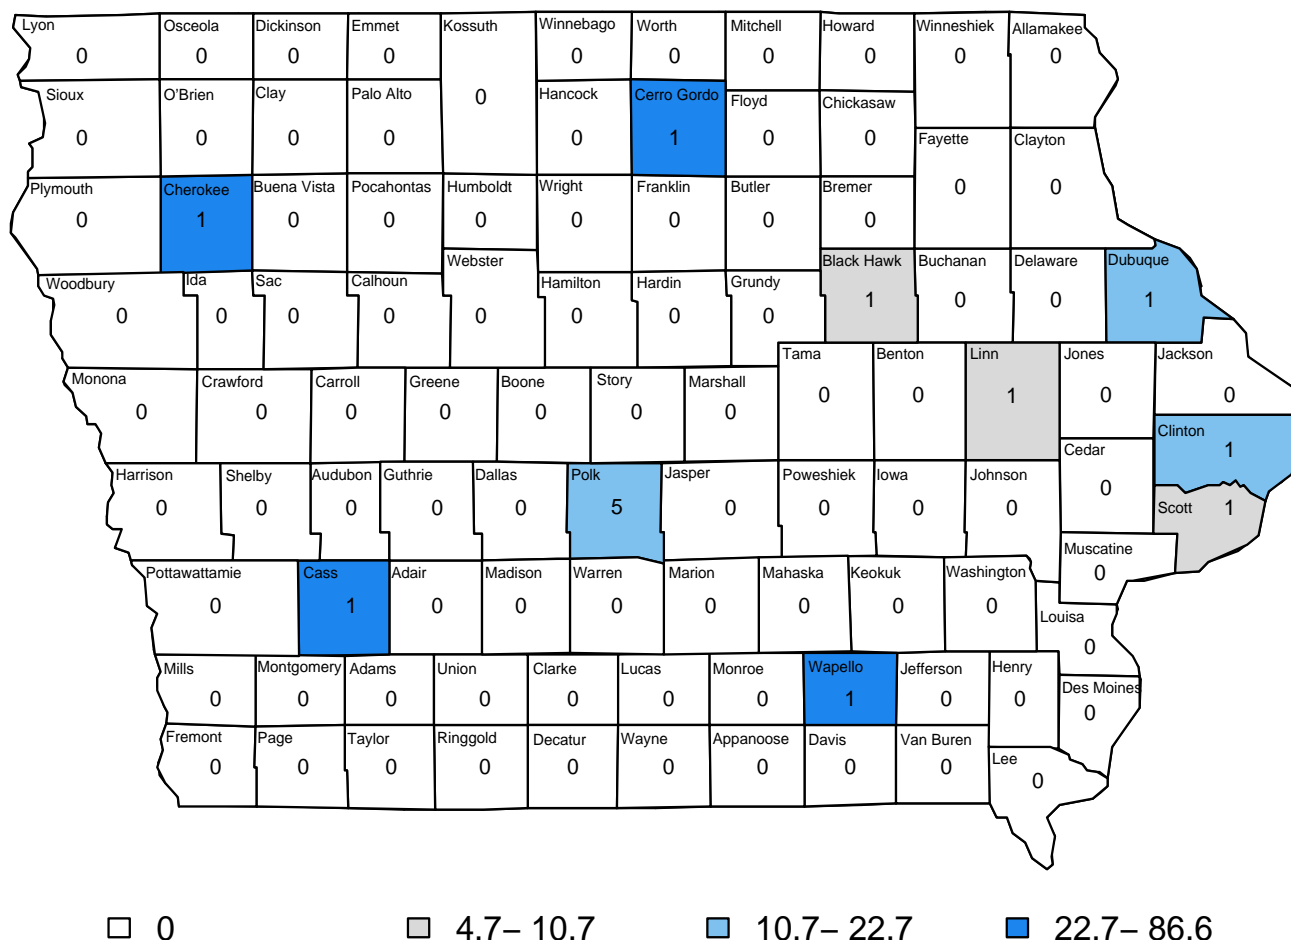 Lyon Osceola Dickinson Emmet Kossuth Winnebago Worth Mitchell Howard Winneshiek Allamakee
0 0 0 0 0 0 0 0 0 0
Sioux O'Brien Clay Palo Alto 0 Hancock Cerro Gordo Floyd Chickasaw
0 0 0 0 0 1 0 0
Fayette Clayton
0 0
Plymouth Cherokee Buena Vista Pocahontas Humboldt Wright Franklin Butler Bremer
0 1 0 0 0 0 0 0 0
Woodbury Ida Sac Calhoun Webster Hamilton Hardin Grundy Black Hawk Buchanan Delaware Dubuque
0 0 0 0 0 0 0 0 1 0 0 1
Monona Crawford Carroll Greene Boone Story Marshall Tama Benton Linn Jones Jackson
0 0 0 0 0 0 0 0 0 1 0 0
Clinton
1
Harrison Shelby Audubon Guthrie Dallas Polk Jasper Poweshiek Iowa Johnson Cedar Scott
0 0 0 0 0 5 0 0 0 0 0 1
Muscatine
0
Pottawattamie Cass Adair Madison Warren Marion Mahaska Keokuk Washington
0 1 0 0 0 0 0 0 0
Louisa
0
Mills Montgomery Adams Union Clarke Lucas Monroe Wapello Jefferson Henry Des Moines
0 0 0 0 0 0 0 1 0 0 0
Fremont Page Taylor Ringgold Decatur Wayne Appanoose Davis Van Buren Lee
0 0 0 0 0 0 0 0 0 0
0 4.7– 10.7 10.7– 22.7 22.7– 86.6